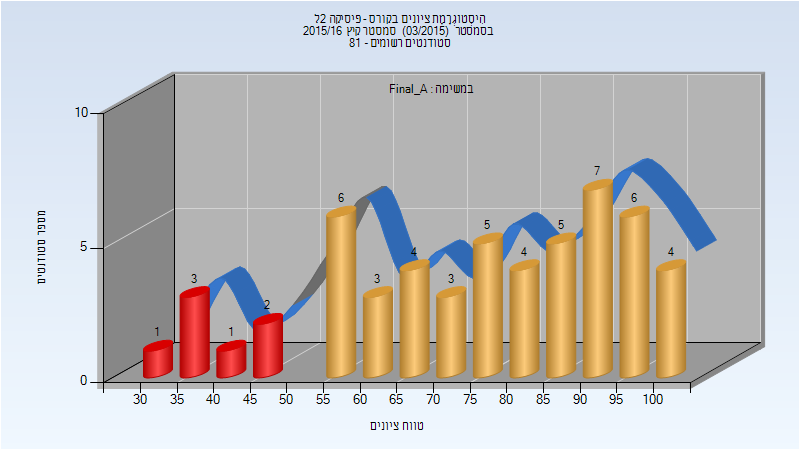 היסטוגרמת ציונים בקורס - פיסיקה 2ל
בסמסטר (03/2015) סמסטר קיץ 2015/16
סטודנטים רשומים - 81
במשימה : Final_A
מספר סטודנטים
10
5
0
1
3
1
2
6
3
4
3
5
4
5
7
6
4
30 35 40 45 50 55 60 65 70 75 80 85 90 95 100
טווח ציונים